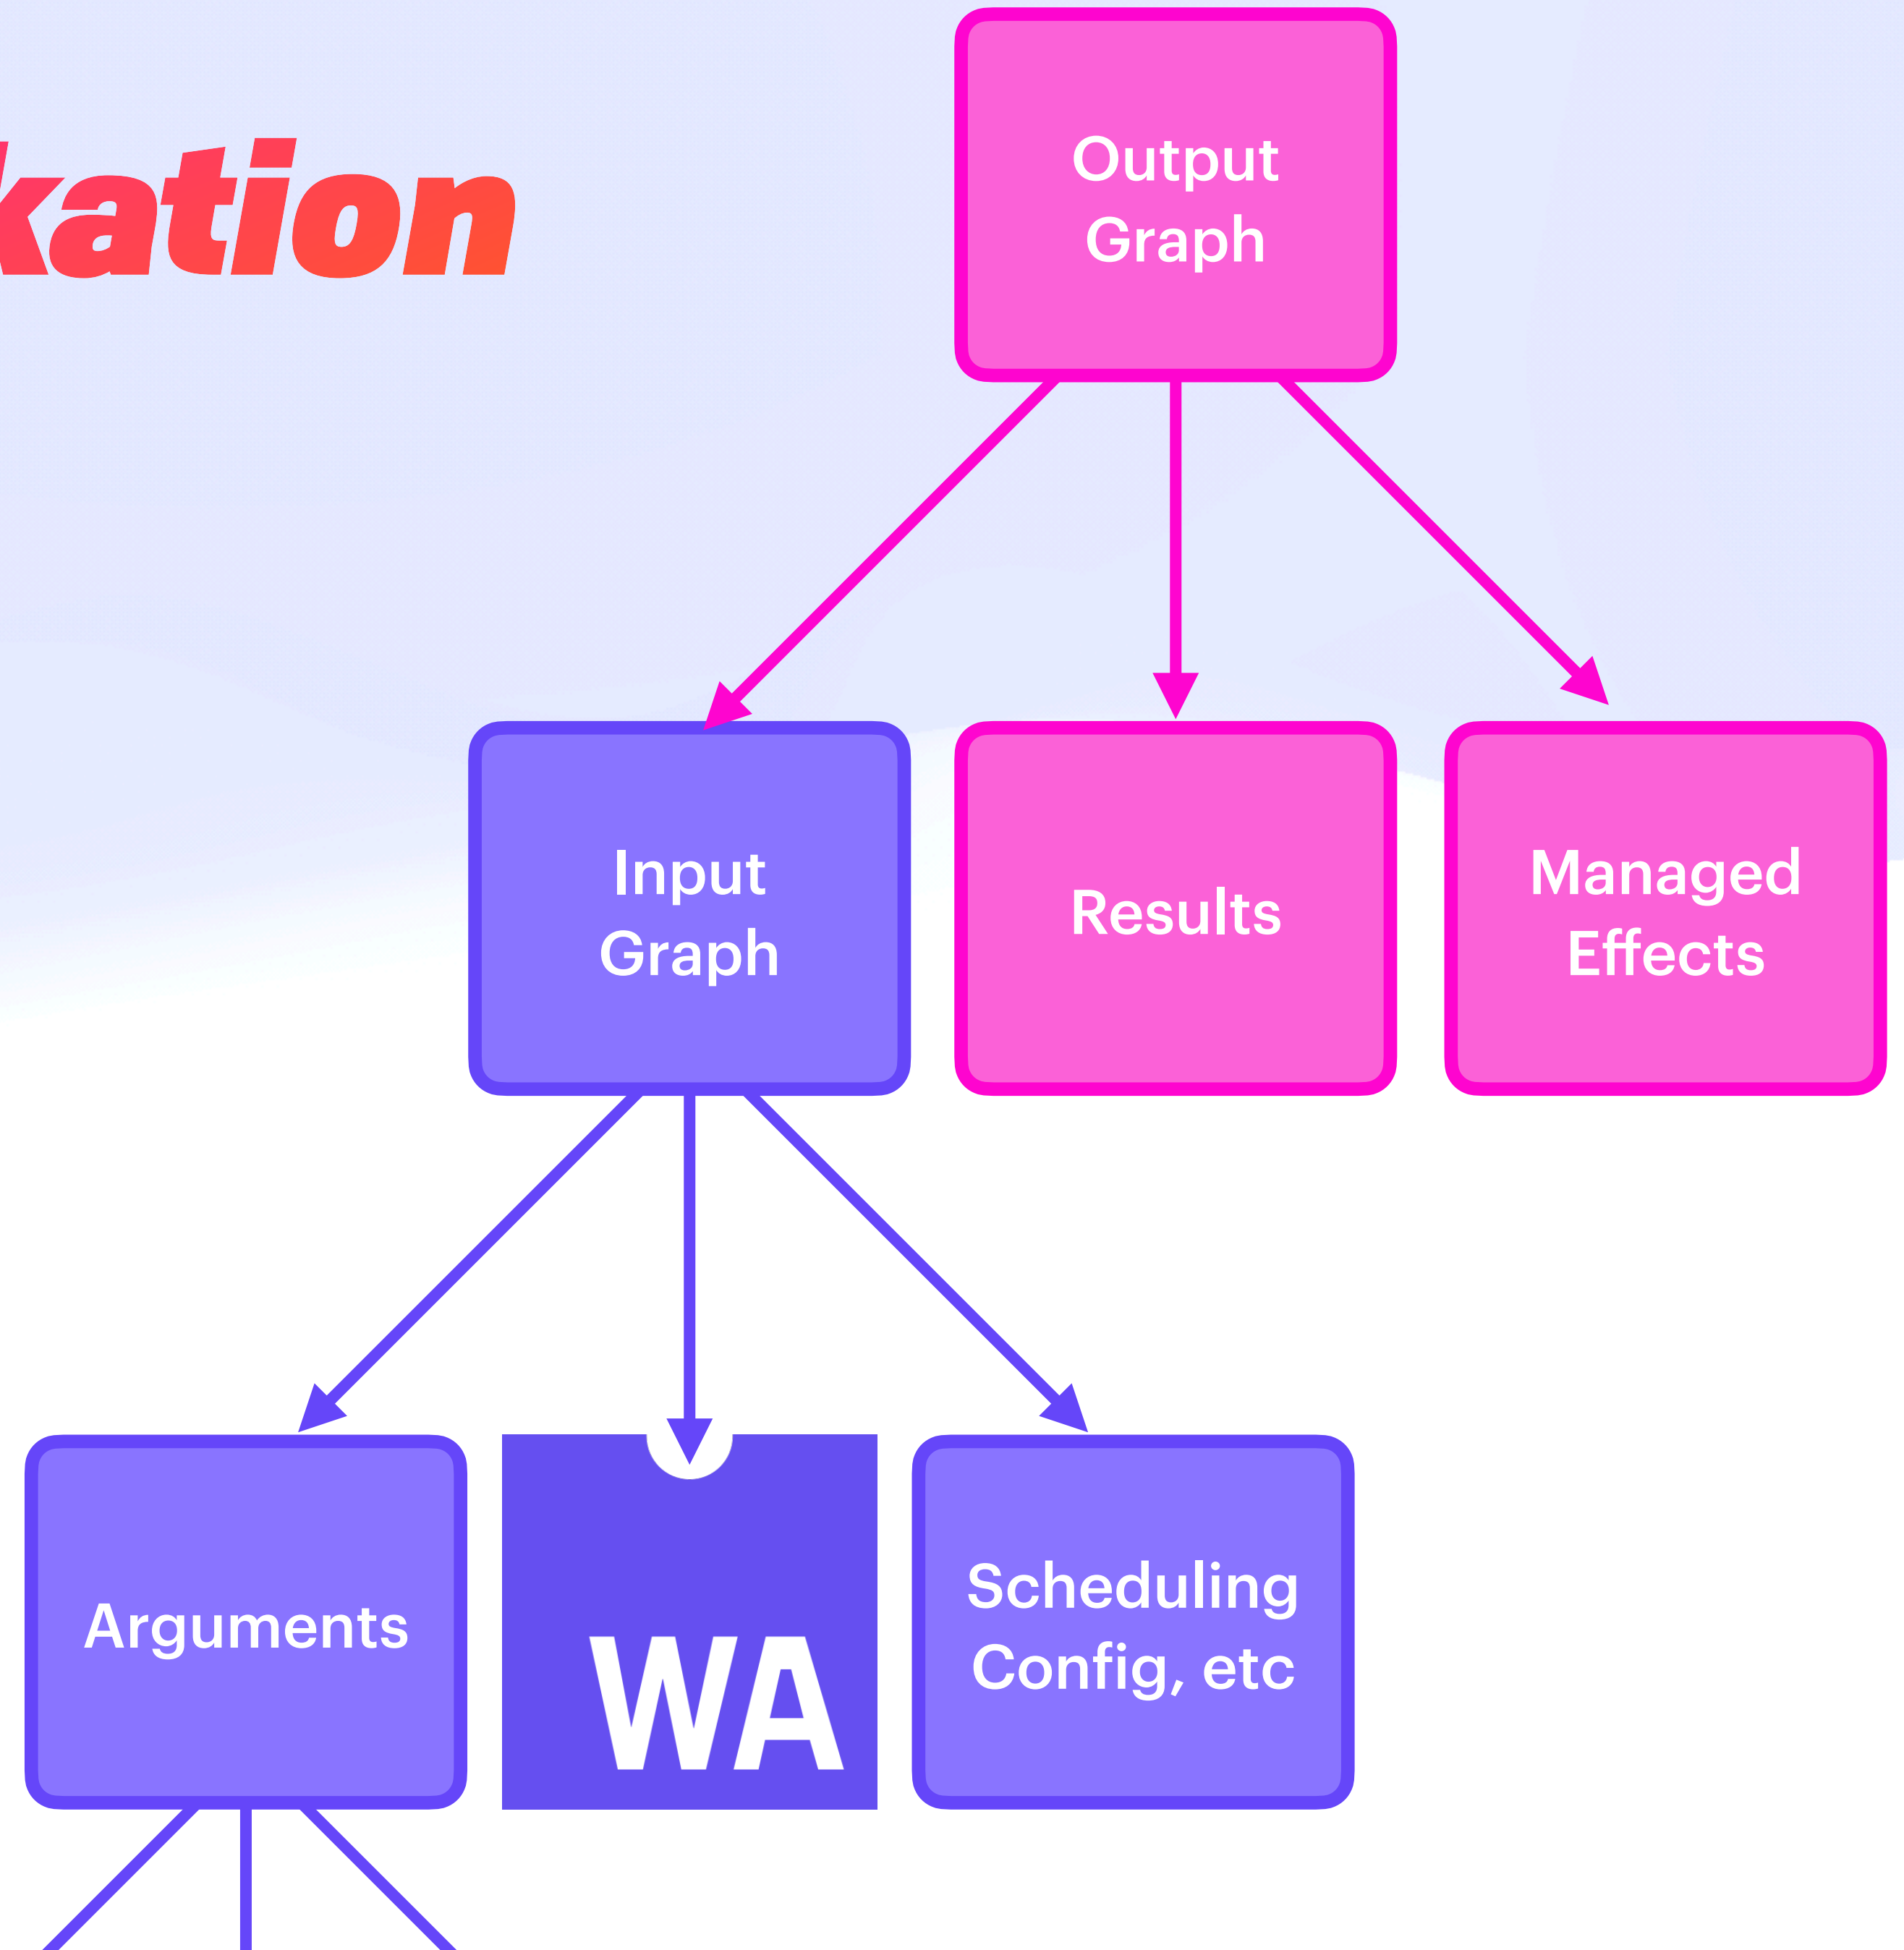 kation
Output
Graph
Input
Graph
Results
Managed
Effects
Arguments
WA
Scheduling
Config, etc